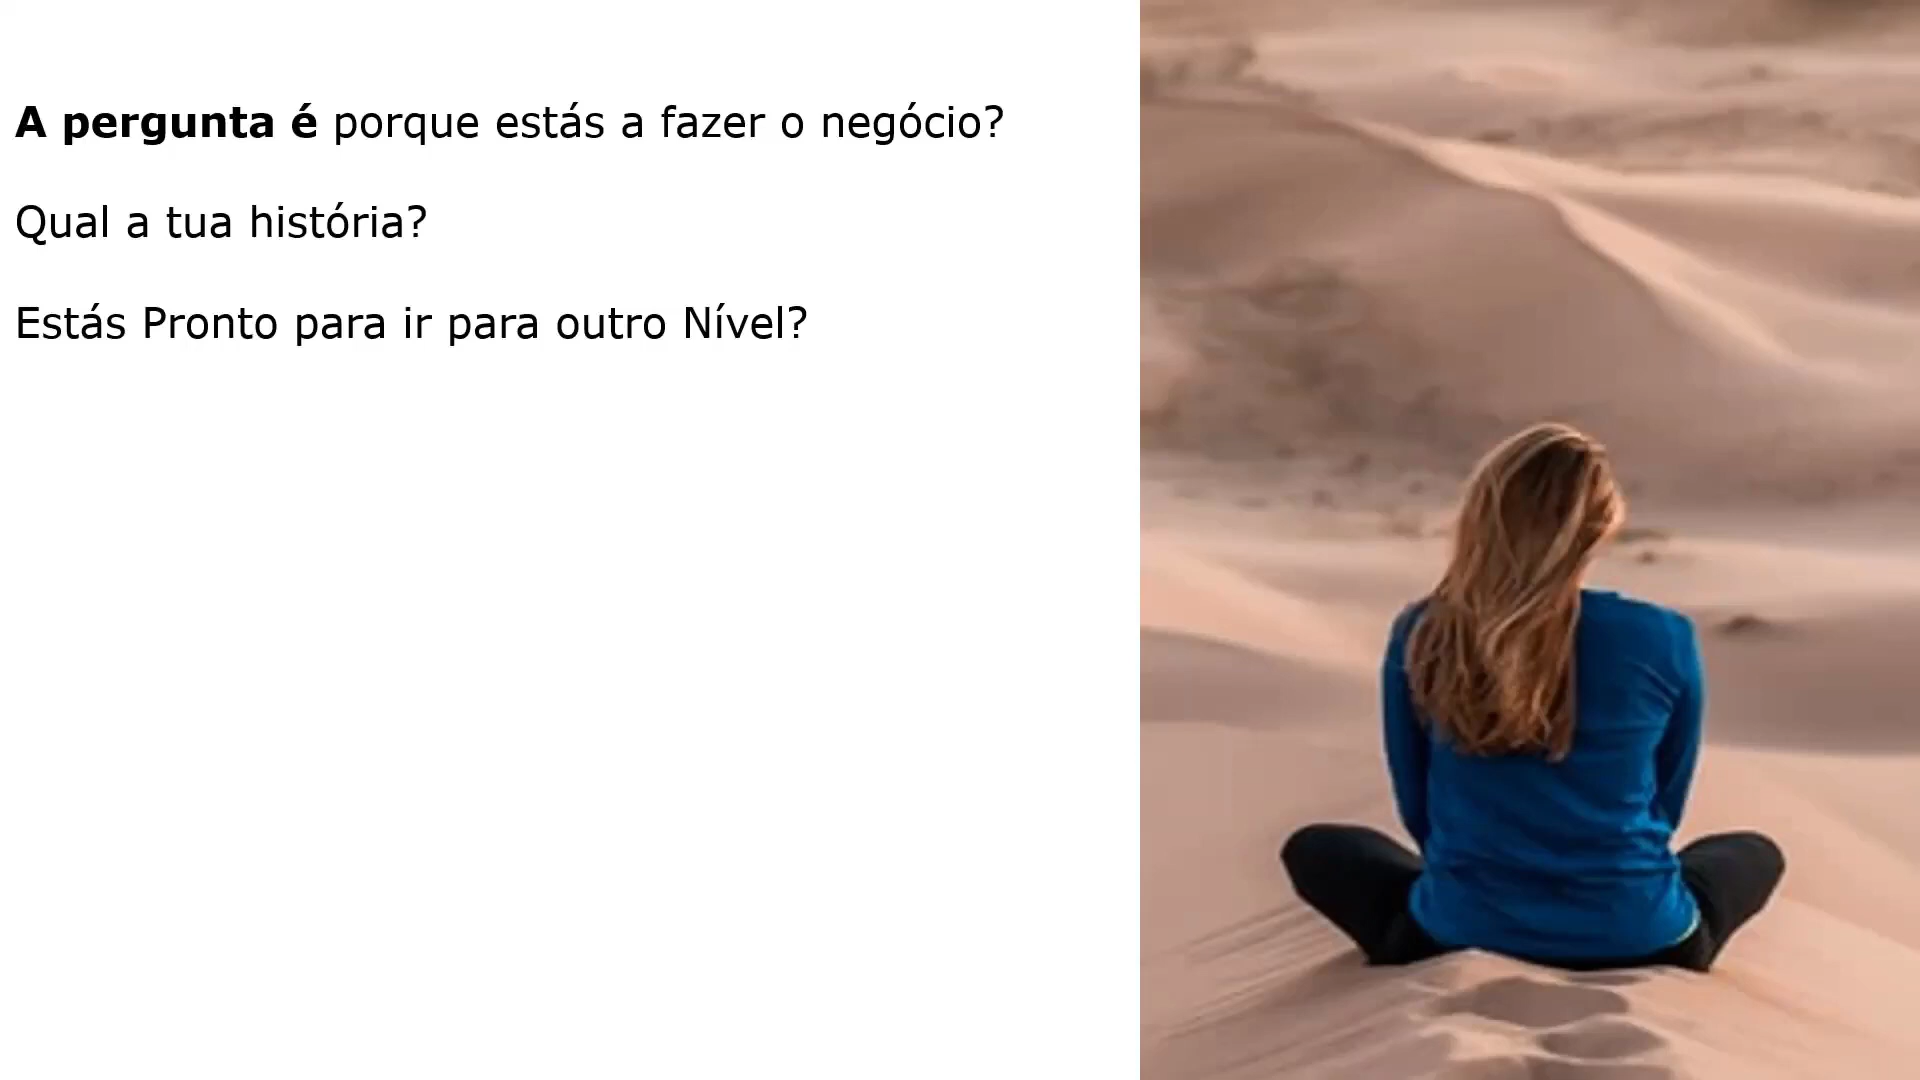 A pergunta é porque estás a fazer o negócio?
Qual a tua história?
Estás Pronto para ir para outro Nível?